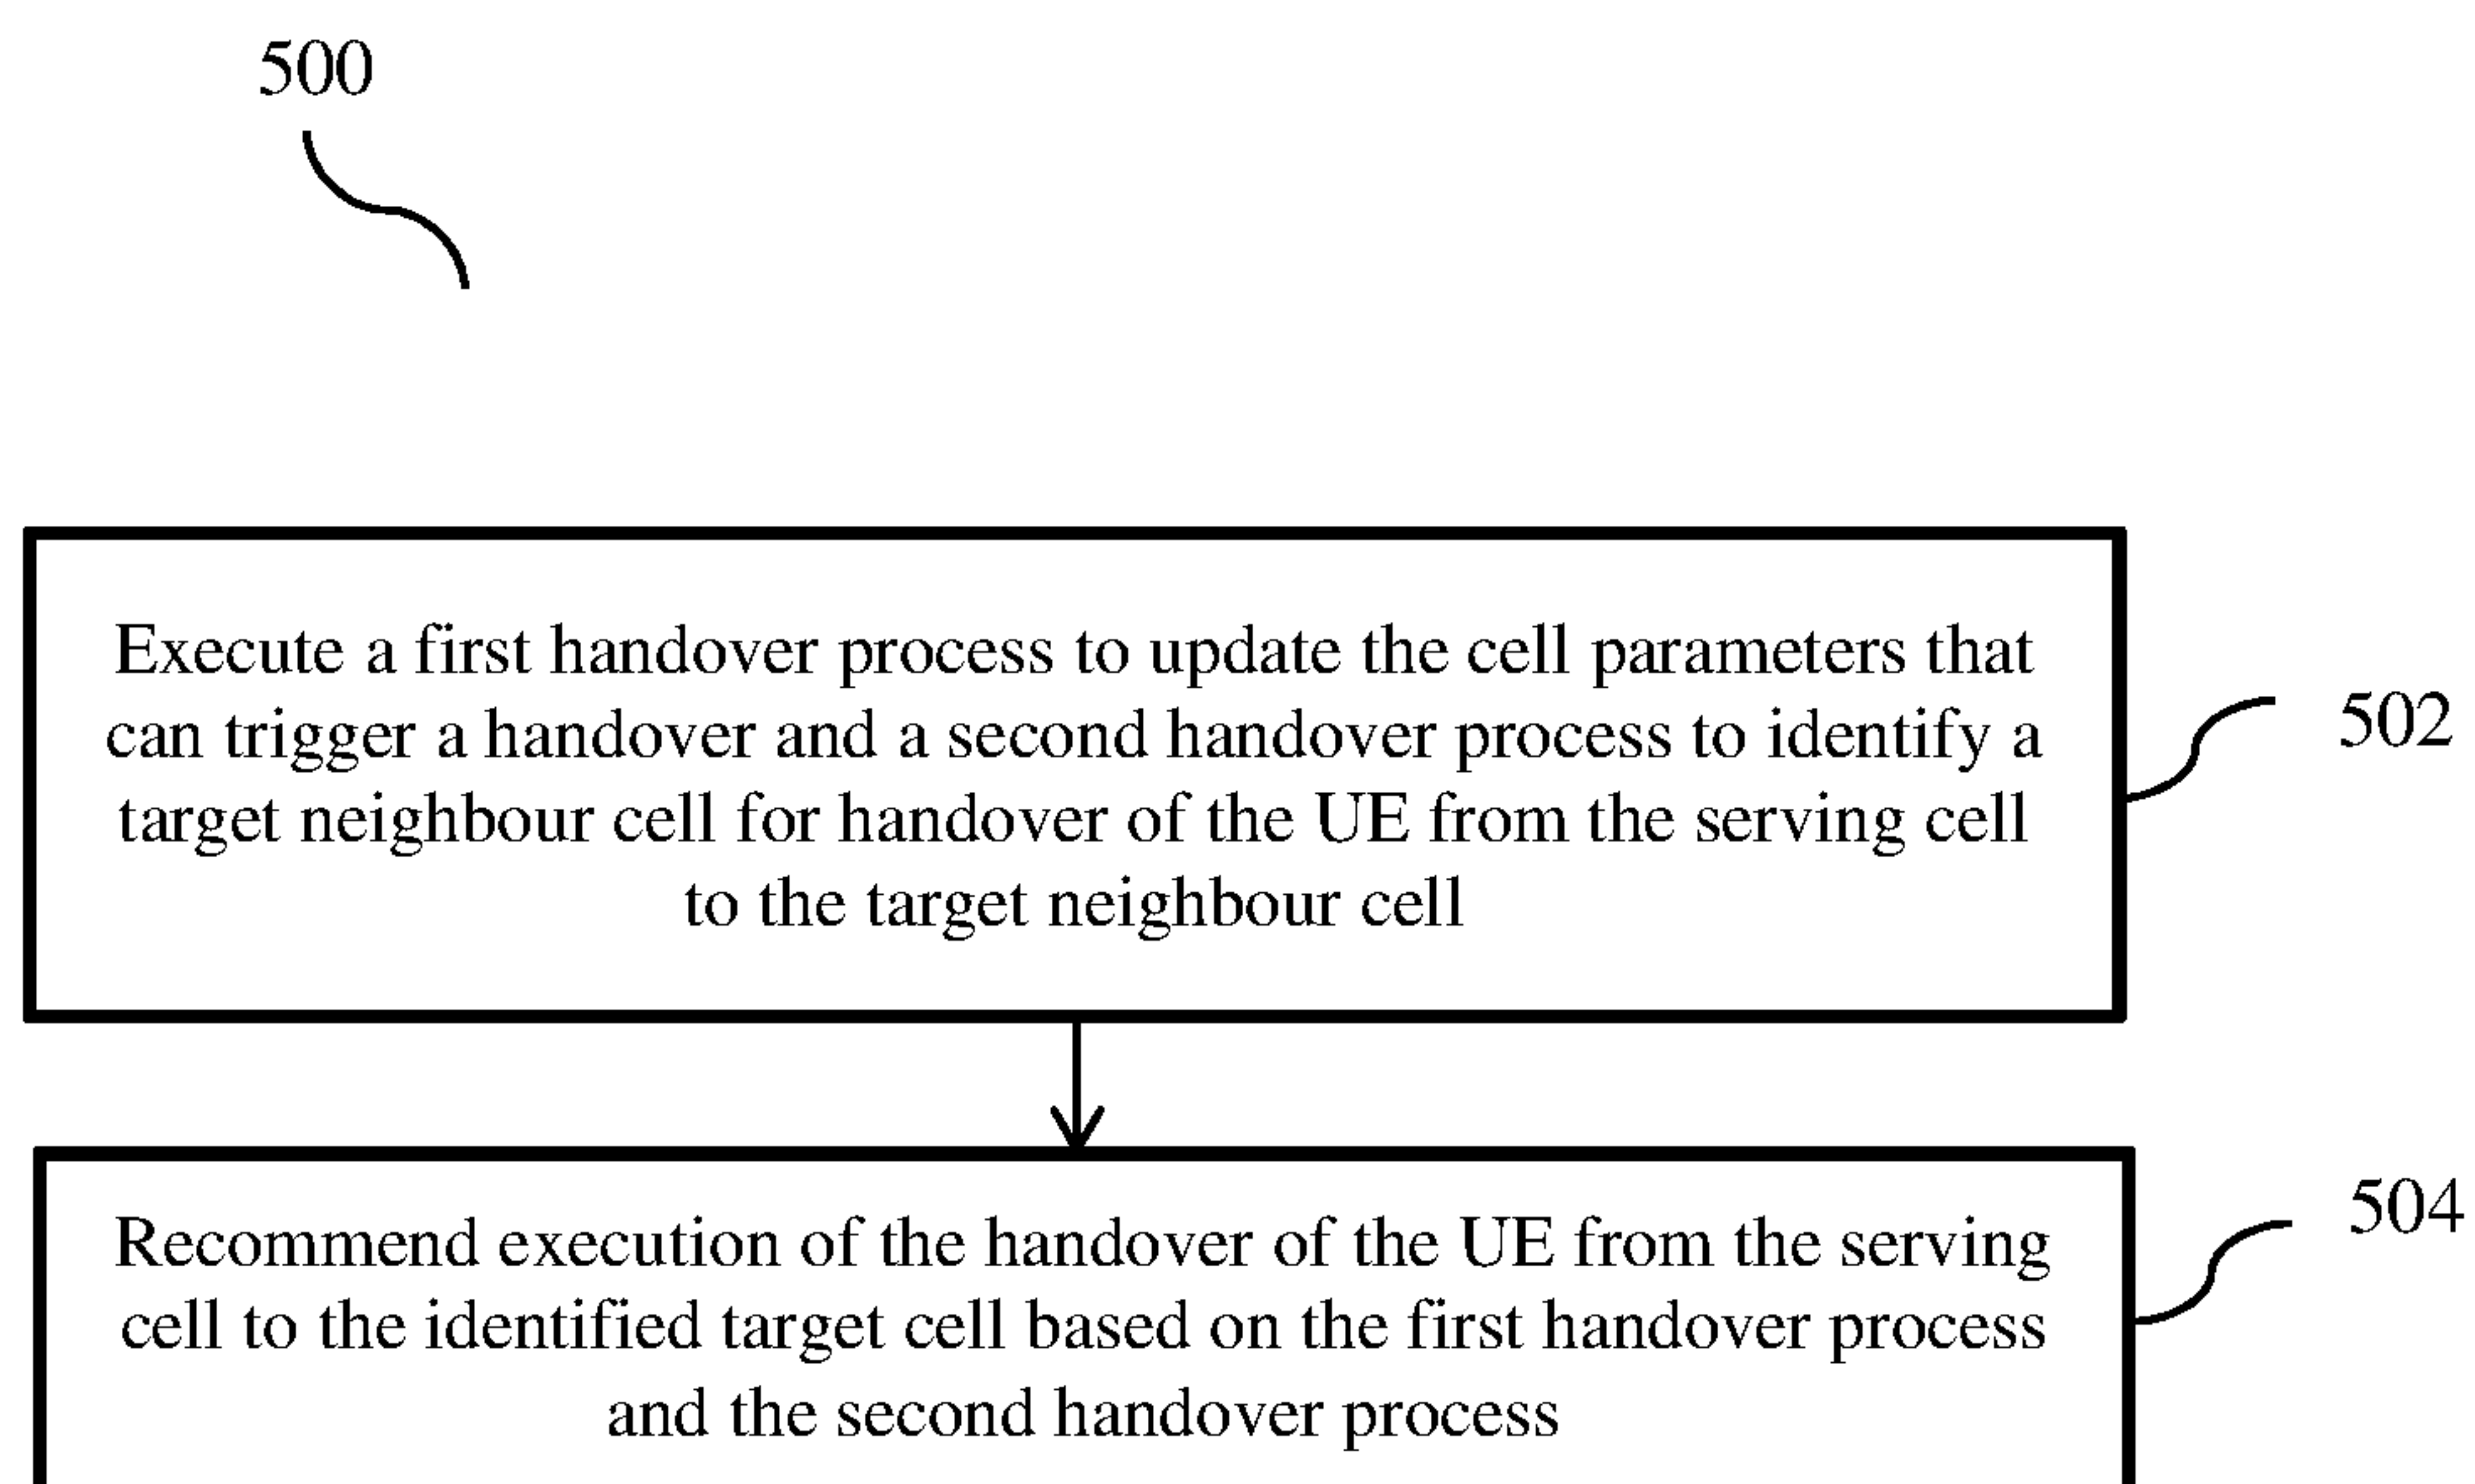 500
Execute a first handover process to update the cell parameters that
can trigger a handover and a second handover process to identify a
target neighbour cell for handover of the UE from the serving cell
to the target neighbour cell
502
Recommend execution of the handover of the UE from the serving
cell to the identified target cell based on the first handover process
and the second handover process
504